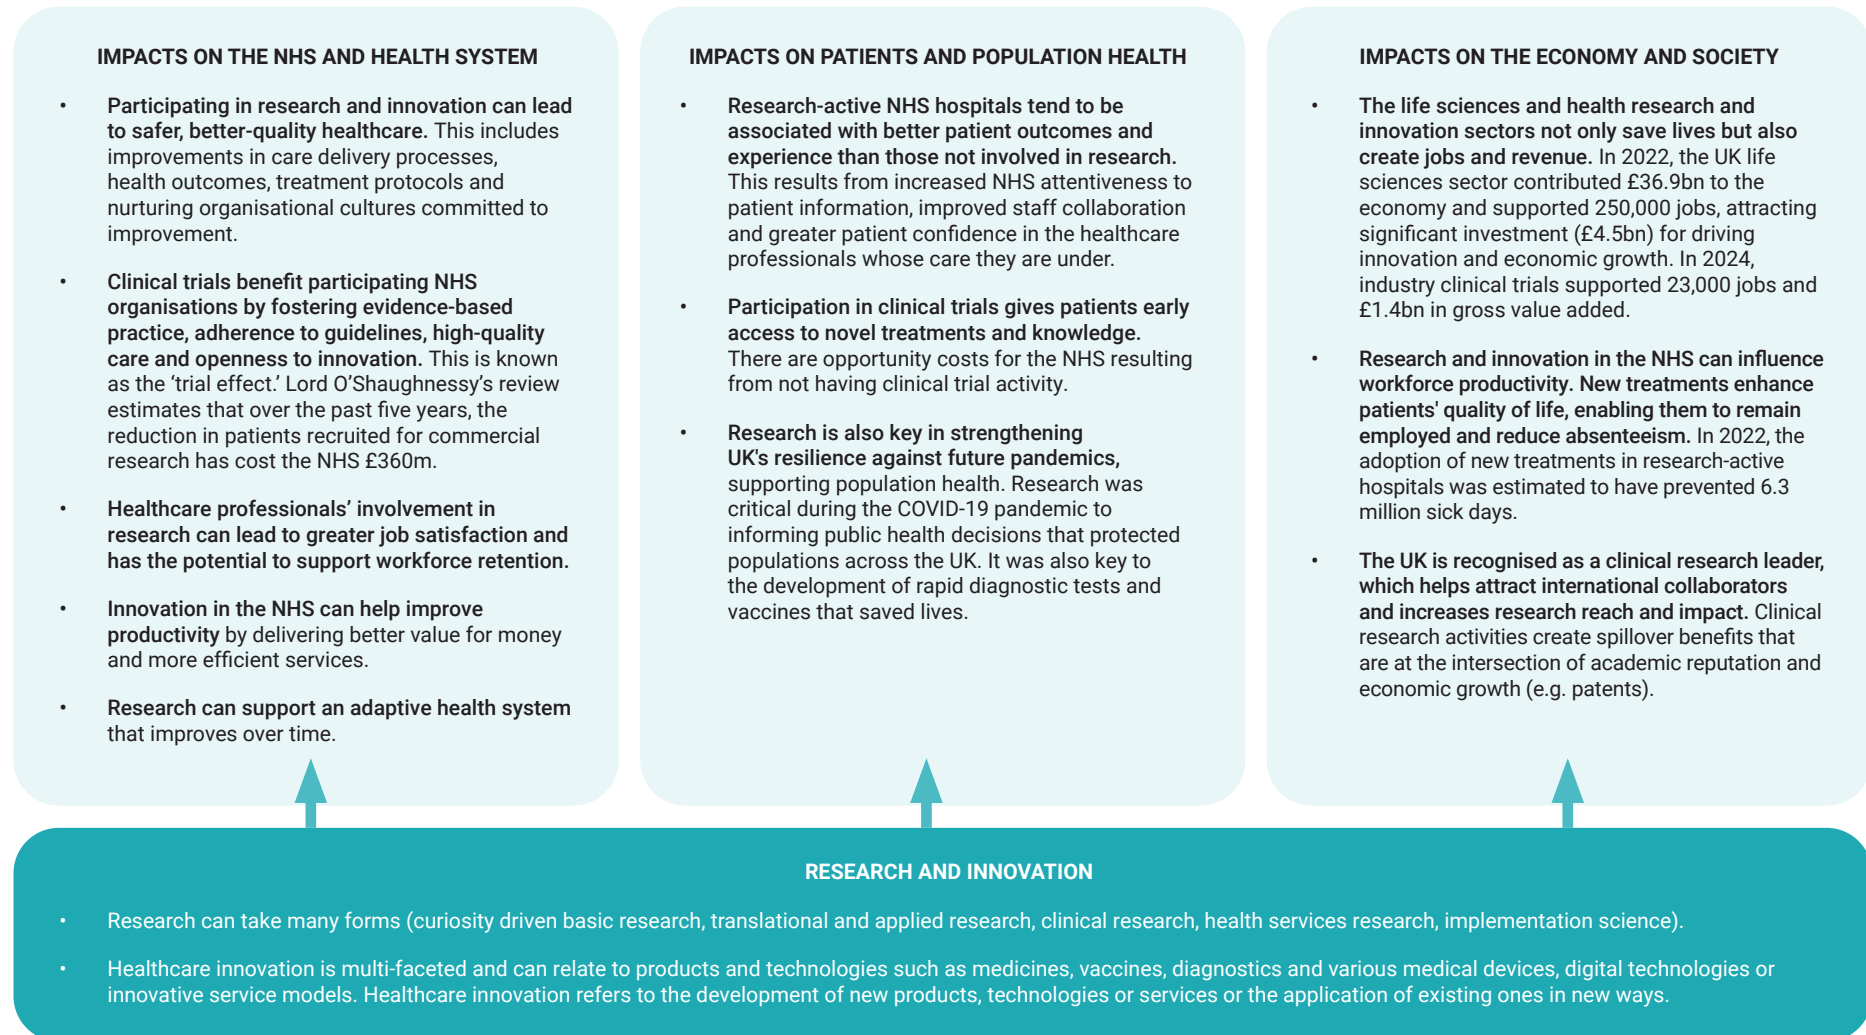 IMPACTS ON THE NHS AND HEALTH SYSTEM
• Participating in research and innovation can lead
to safer, better-quality healthcare. This includes
improvements in care delivery processes,
health outcomes, treatment protocols and
nurturing organisational cultures committed to
improvement.
• Clinical trials benefit participating NHS
organisations by fostering evidence-based
practice, adherence to guidelines, high-quality
care and openness to innovation. This is known
as the ‘trial effect.’ Lord O’Shaughnessy’s review
estimates that over the past five years, the
reduction in patients recruited for commercial
research has cost the NHS £360m.
• Healthcare professionals’ involvement in
research can lead to greater job satisfaction and
has the potential to support workforce retention.
• Innovation in the NHS can help improve
productivity by delivering better value for money
and more efficient services.
• Research can support an adaptive health system
that improves over time.
IMPACTS ON PATIENTS AND POPULATION HEALTH
• Research-active NHS hospitals tend to be
associated with better patient outcomes and
experience than those not involved in research.
This results from increased NHS attentiveness to
patient information, improved staff collaboration
and greater patient confidence in the healthcare
professionals whose care they are under.
• Participation in clinical trials gives patients early
access to novel treatments and knowledge.
There are opportunity costs for the NHS resulting
from not having clinical trial activity.
• Research is also key in strengthening
UK's resilience against future pandemics,
supporting population health. Research was
critical during the COVID-19 pandemic to
informing public health decisions that protected
populations across the UK. It was also key to
the development of rapid diagnostic tests and
vaccines that saved lives.
IMPACTS ON THE ECONOMY AND SOCIETY
• The life sciences and health research and
innovation sectors not only save lives but also
create jobs and revenue. In 2022, the UK life
sciences sector contributed £36.9bn to the
economy and supported 250,000 jobs, attracting
significant investment (£4.5bn) for driving
innovation and economic growth. In 2024,
industry clinical trials supported 23,000 jobs and
£1.4bn in gross value added.
• Research and innovation in the NHS can influence
workforce productivity. New treatments enhance
patients' quality of life, enabling them to remain
employed and reduce absenteeism. In 2022, the
adoption of new treatments in research-active
hospitals was estimated to have prevented 6.3
million sick days.
• The UK is recognised as a clinical research leader,
which helps attract international collaborators
and increases research reach and impact. Clinical
research activities create spillover benefits that
are at the intersection of academic reputation and
economic growth (e.g. patents).
RESEARCH AND INNOVATION
• Research can take many forms (curiosity driven basic research, translational and applied research, clinical research, health services research, implementation science).
• Healthcare innovation is multi-faceted and can relate to products and technologies such as medicines, vaccines, diagnostics and various medical devices, digital technologies or
innovative service models. Healthcare innovation refers to the development of new products, technologies or services or the application of existing ones in new ways.